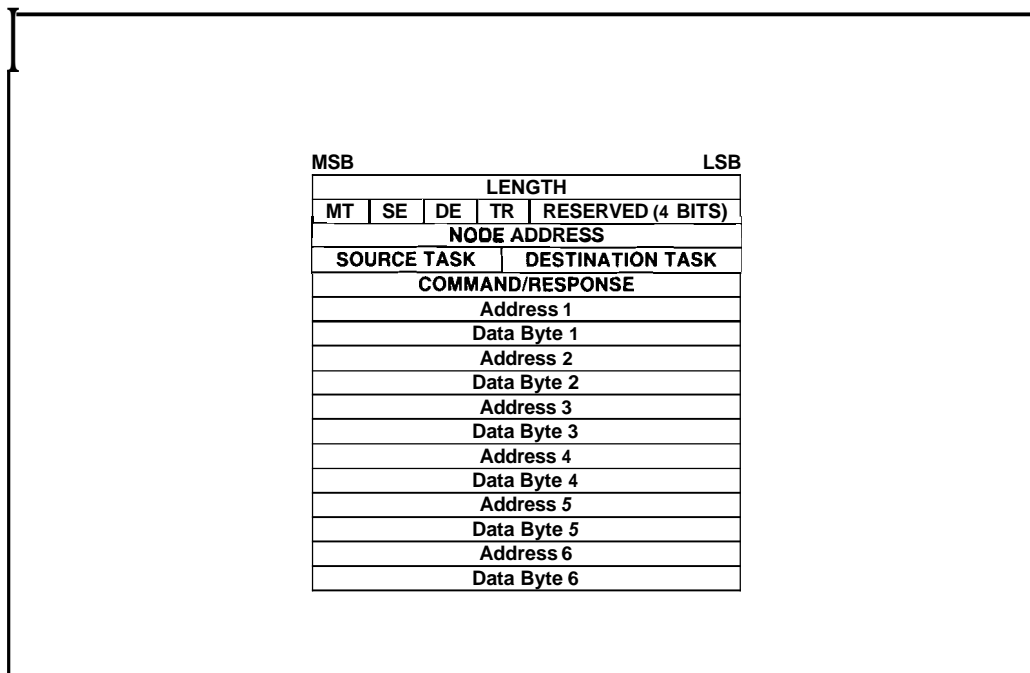 MSB LSB
LENGTH
MT SE DE TR RESERVED (4 BITS)
NODE ADDRESS
SOURCE TASK DESTINATION TASK
COMMAND/RESPONSE
Address 1
Data Byte 1
Address 2
Data Byte 2
Address 3
Data Byte 3
Address 4
Data Byte 4
Address 5
Data Byte 5
Address 6
Data Byte 6